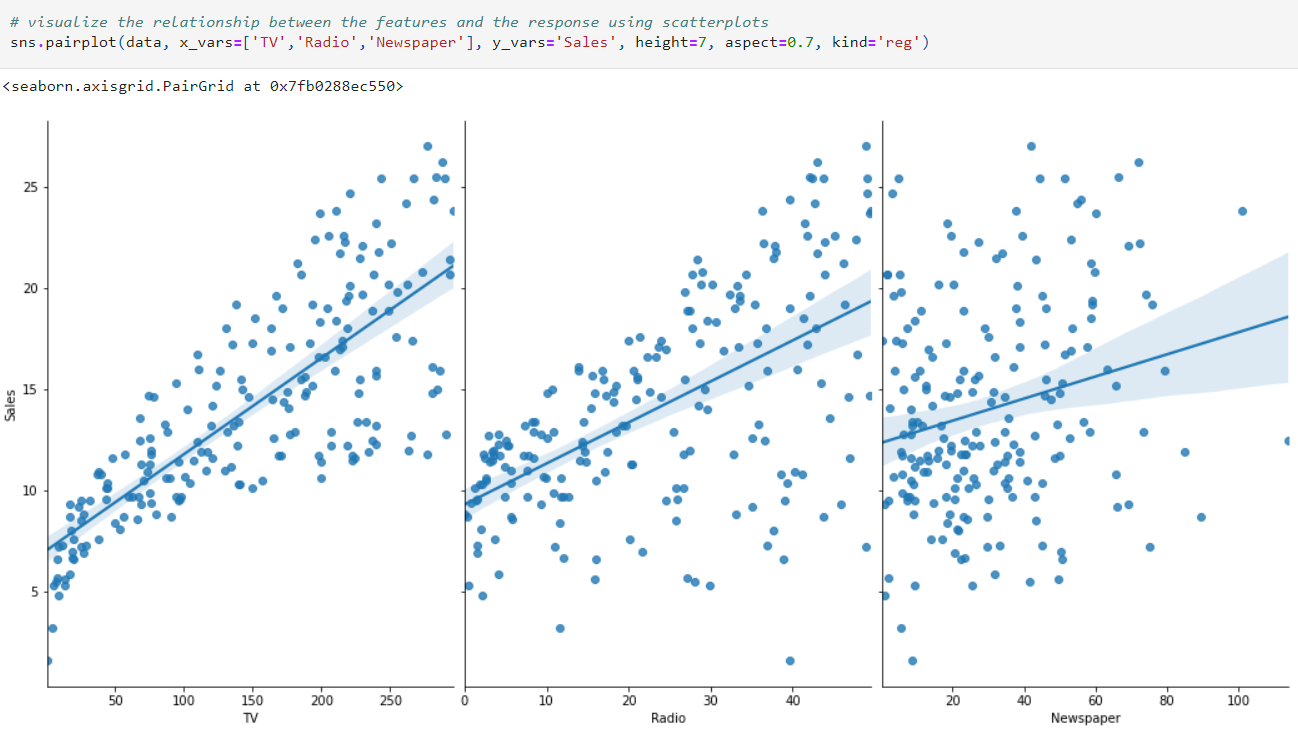 # visualize the relationship between the features and the response using scatterplots
sns.pairplot(data, x_vars=['TV','Radio','Newspaper'], y_vars='Sales', height=7, aspect=0.7, kind='reg')
<seaborn.axisgrid.PairGrid at 0x7fb0288ec550>
25
20
15
10
5
Sales
50 100 150 200 250
TV
0 10 20 30 40
Radio
20 40 60 80 100
Newspaper